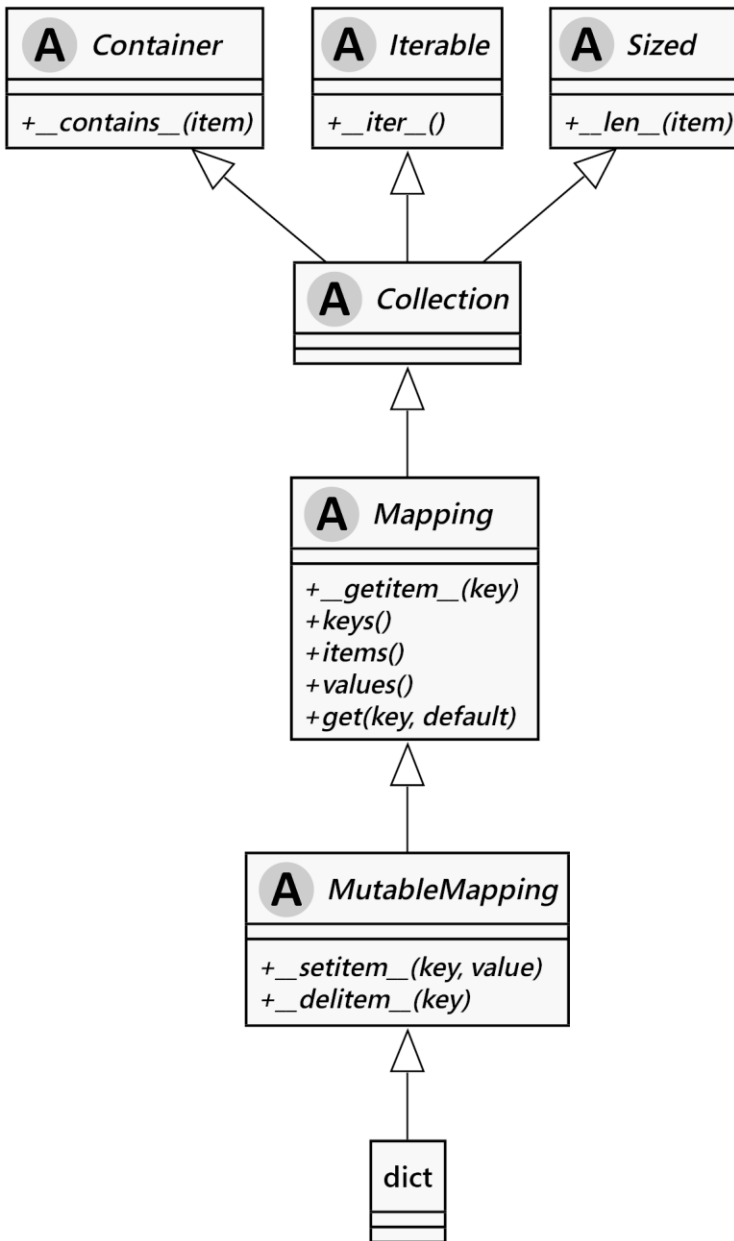 A Container
+__contains__(item)
A Iterable
+__iter__()
A Sized
+__len__(item)
A Collection
A Mapping
+__getitem__(key)
+keys()
+items()
+values()
+get(key, default)
A MutableMapping
+__setitem__(key, value)
+__delitem__(key)
dict